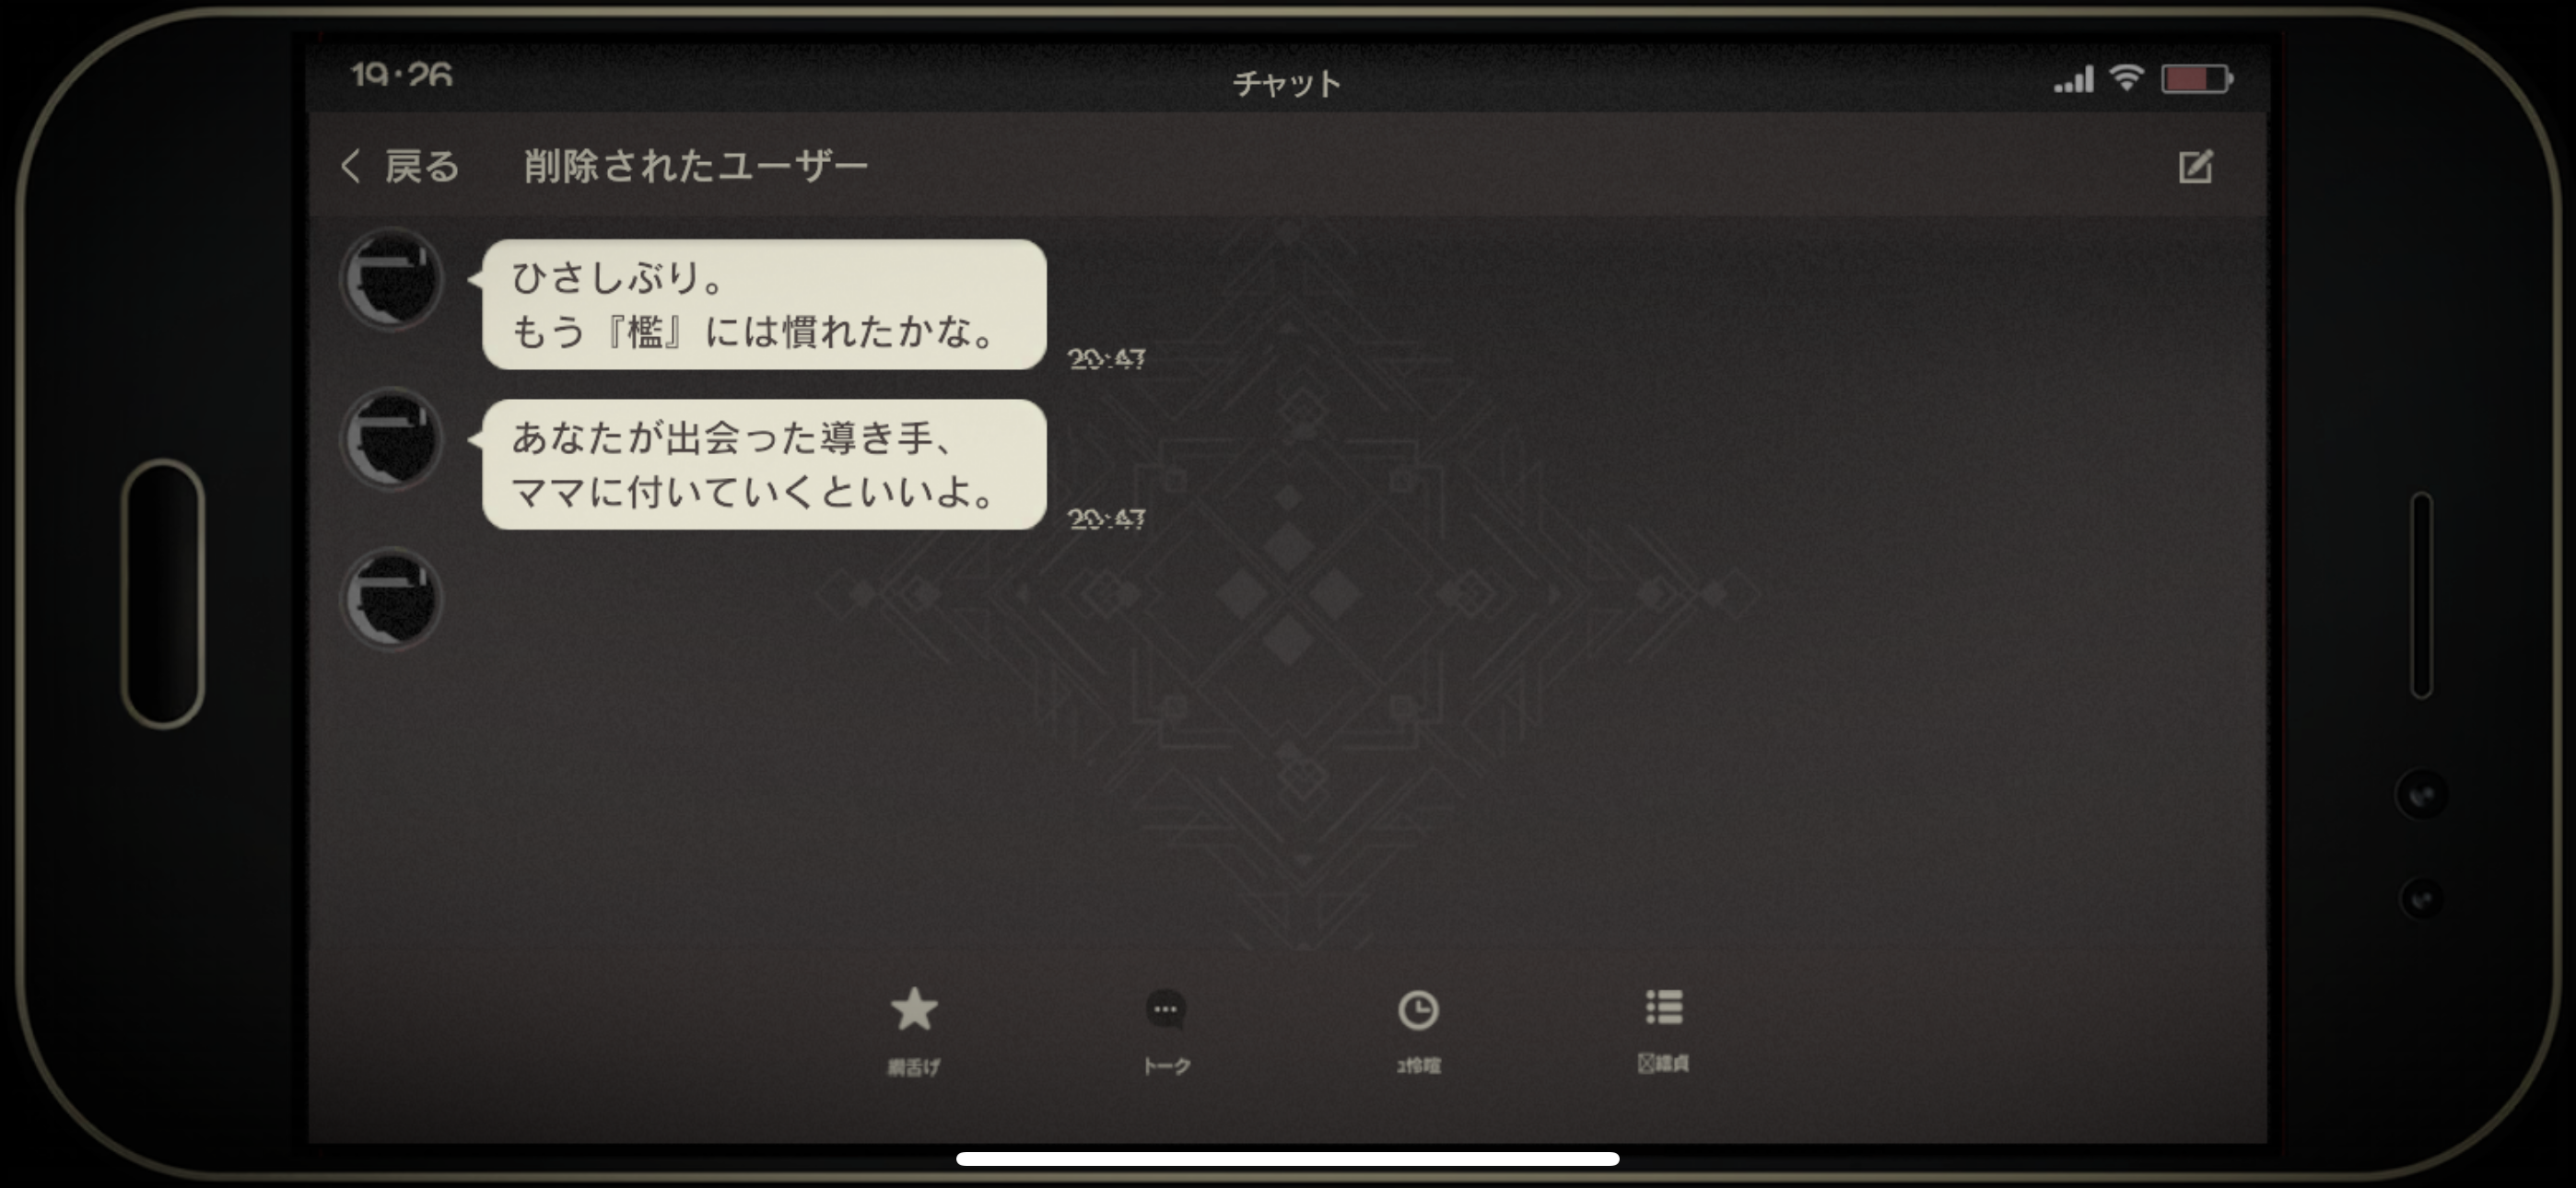 19:26
チャット
戻る
削除されたユーザー
ひさしぶり。
もう『檻』には慣れたかな。
20:47
あなたが出会った導き手、
ママに付いていくといいよ。
20:47
トーク